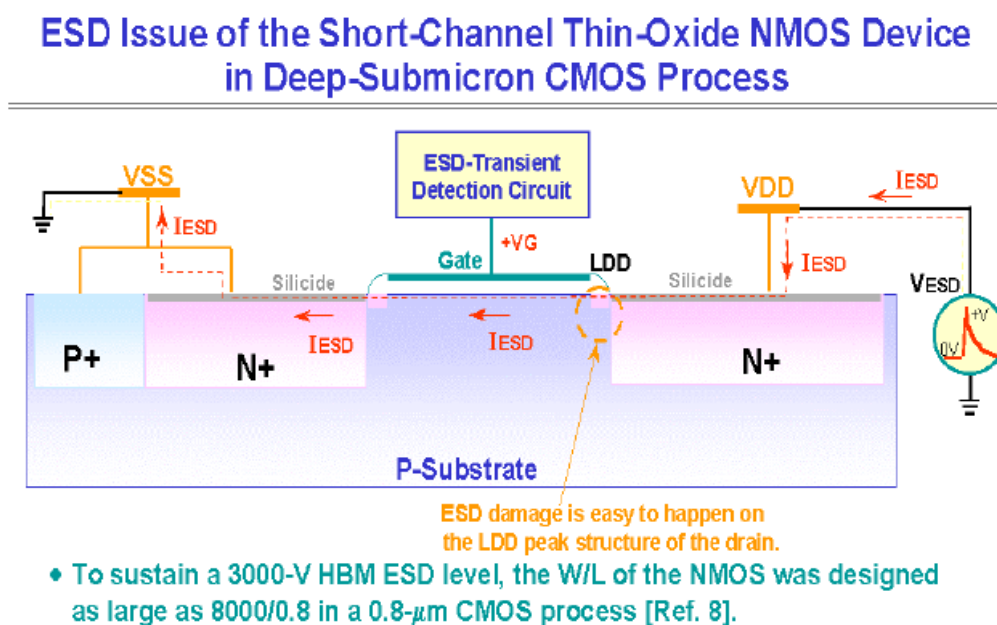 ESD Issue of the Short-Channel Thin-Oxide NMOS Device
in Deep-Submicron CMOS Process
ESD-Transient
Detection Circuit
VSS
VDD
IESD
IESD
+VG
Gate
LDD
IESD
Silicide
Silicide
VESD
+V
0V
IESD
IESD
P+
N+
N+
P-Substrate
ESD damage is easy to happen on
the LDD peak structure of the drain.
• To sustain a 3000-V HBM ESD level, the W/L of the NMOS was designed
as large as 8000/0.8 in a 0.8-μm CMOS process [Ref. 8].